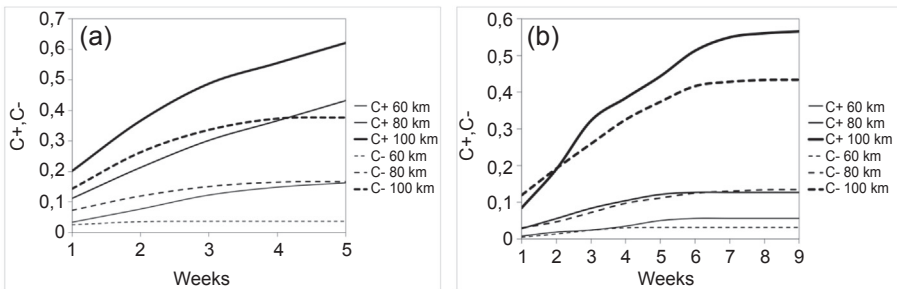 (a)
C+,C-
0,7
0,6
0,5
0,4
0,3
0,2
0,1
0
1 2 3 4 5
Weeks
C+ 60 km
C+ 80 km
C+ 100 km
C- 60 km
C- 80 km
C- 100 km
(b)
C+,C-
0,6
0,5
0,4
0,3
0,2
0,1
0
1 2 3 4 5 6 7 8 9
Weeks
C+ 60 km
C+ 80 km
C+ 100 km
C- 60 km
C- 80 km
C- 100 km